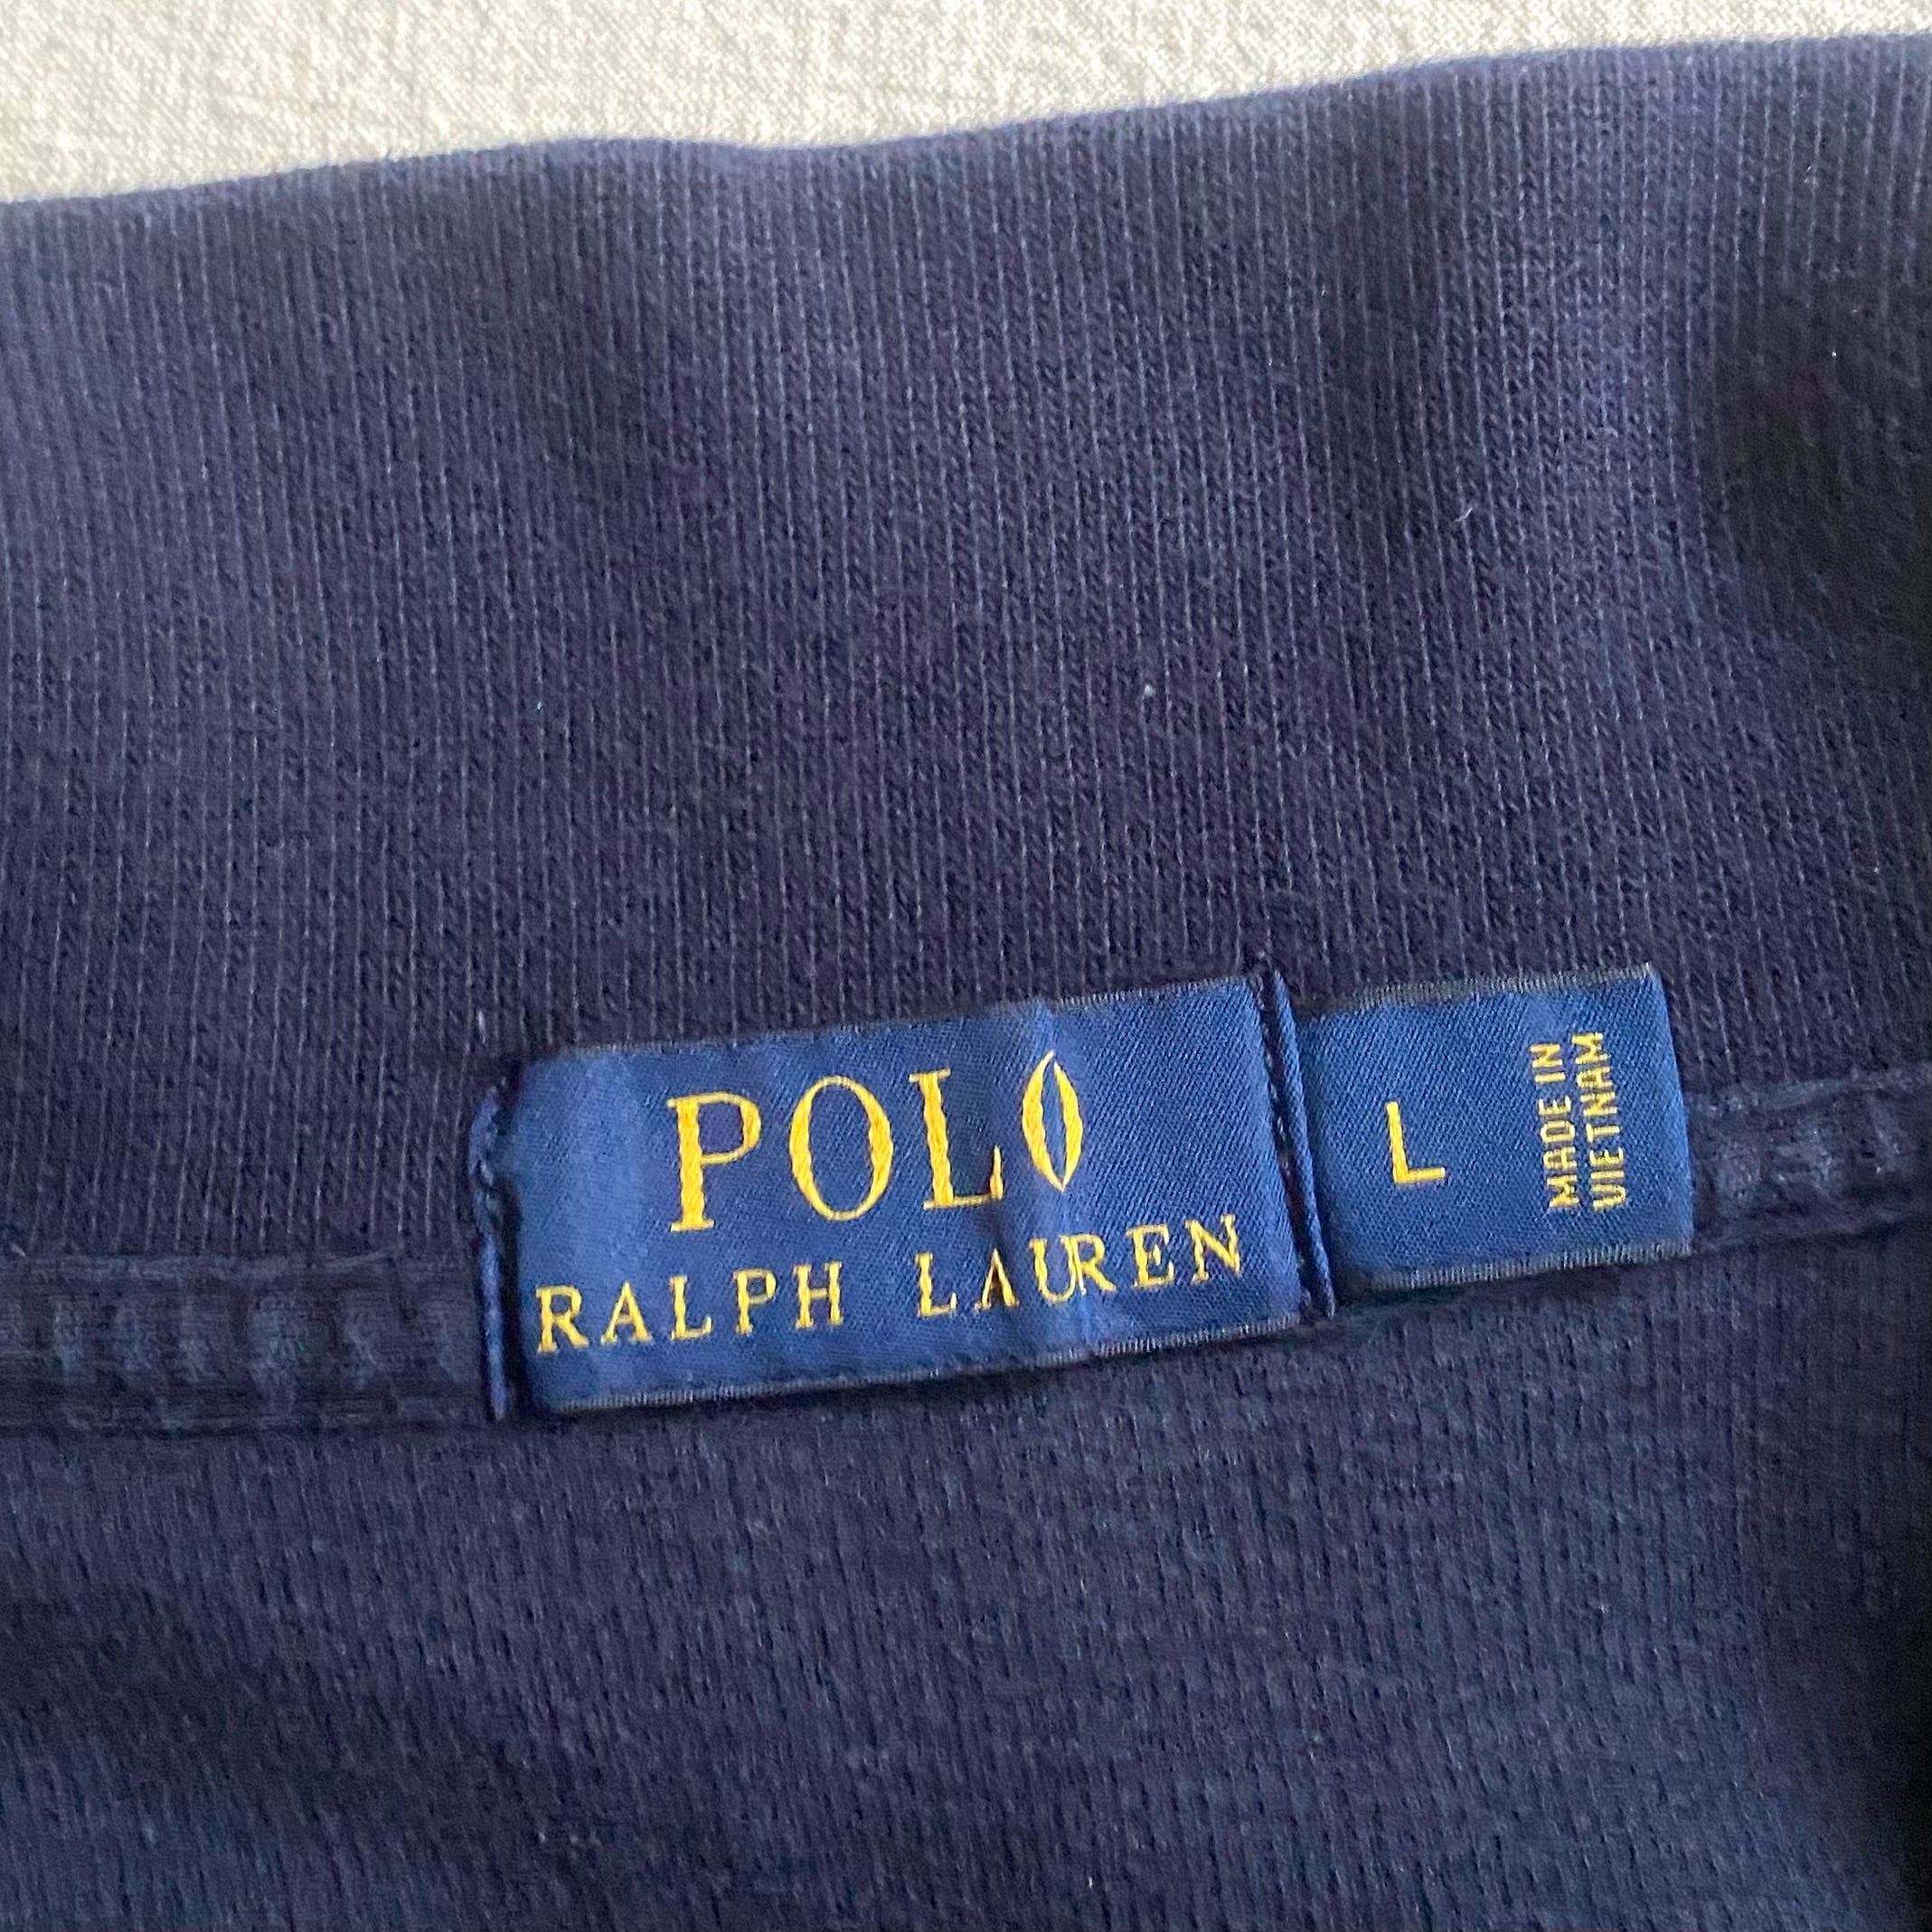 POLO
RALPH LAUREN
L
MADE IN
VIETNAM